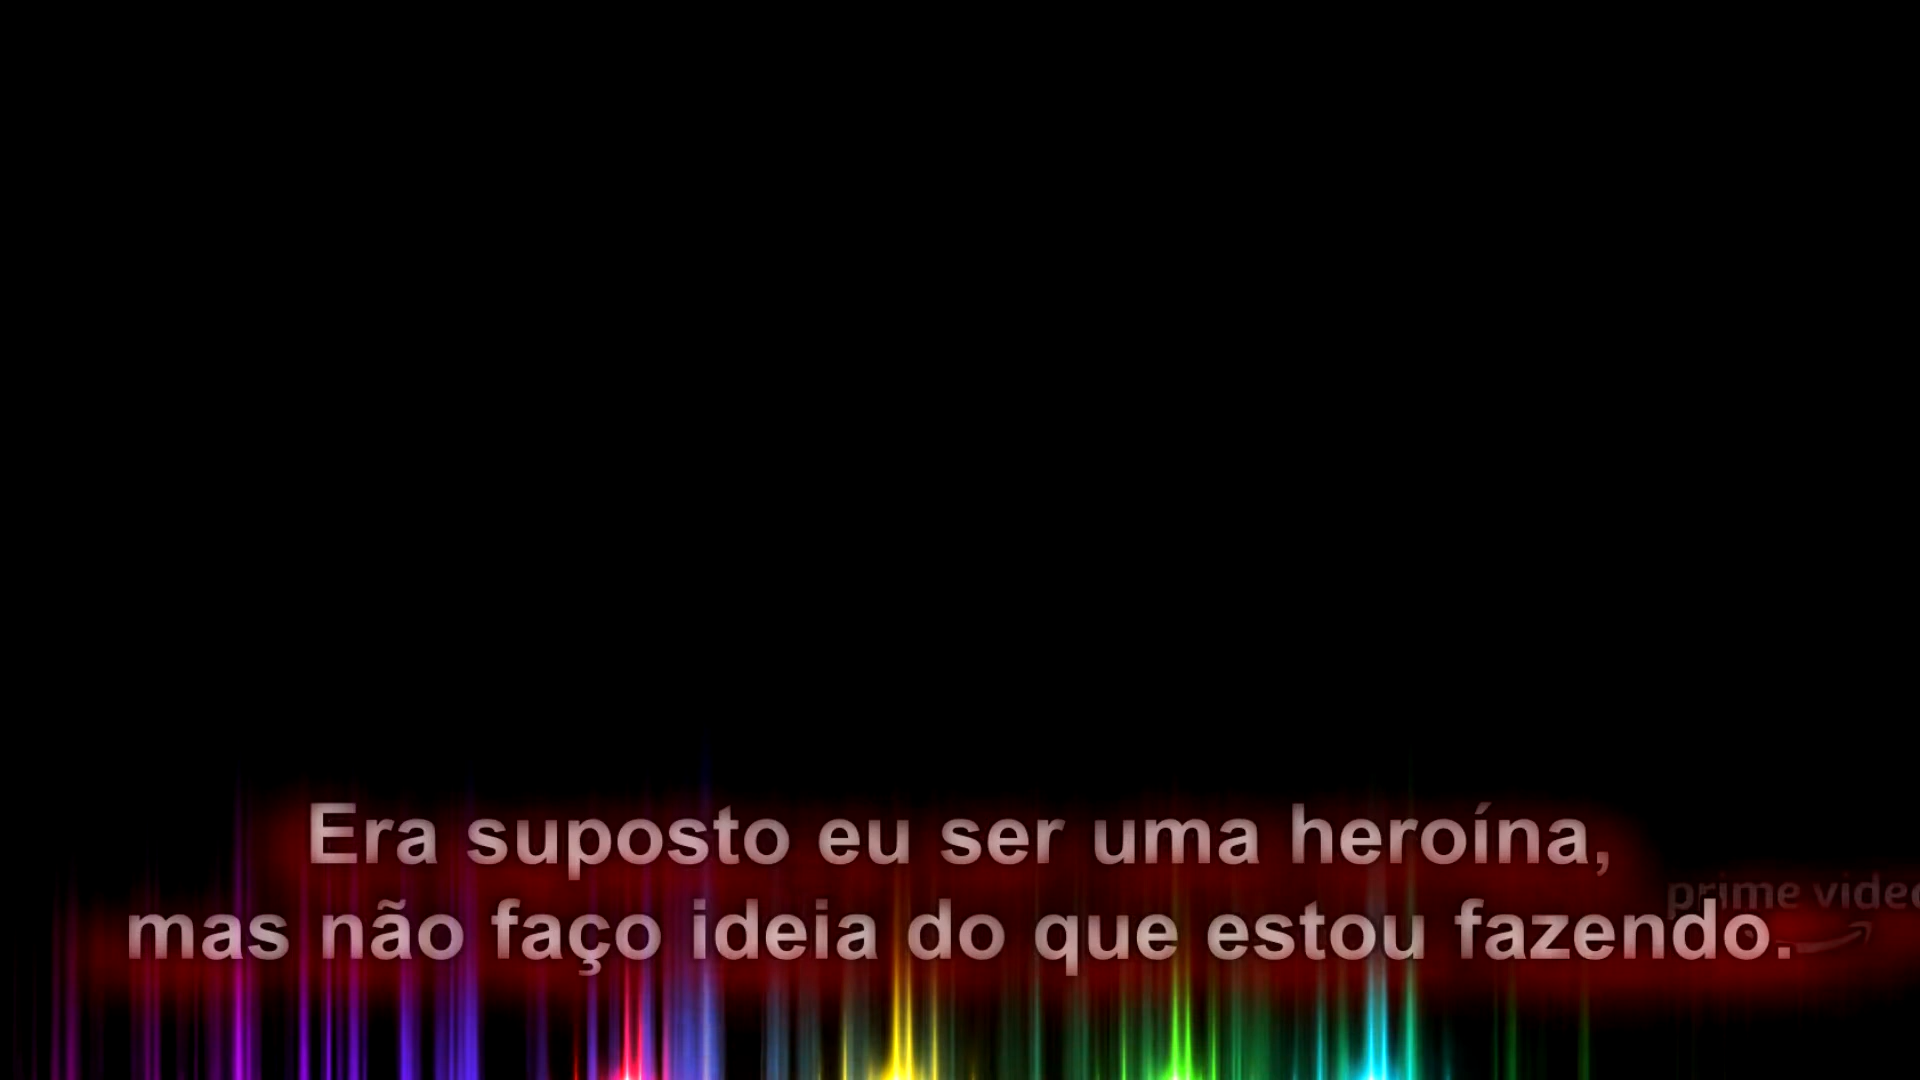 Era suposto eu ser uma heroína,
prime video
mas não faço ideia do que estou fazendo.